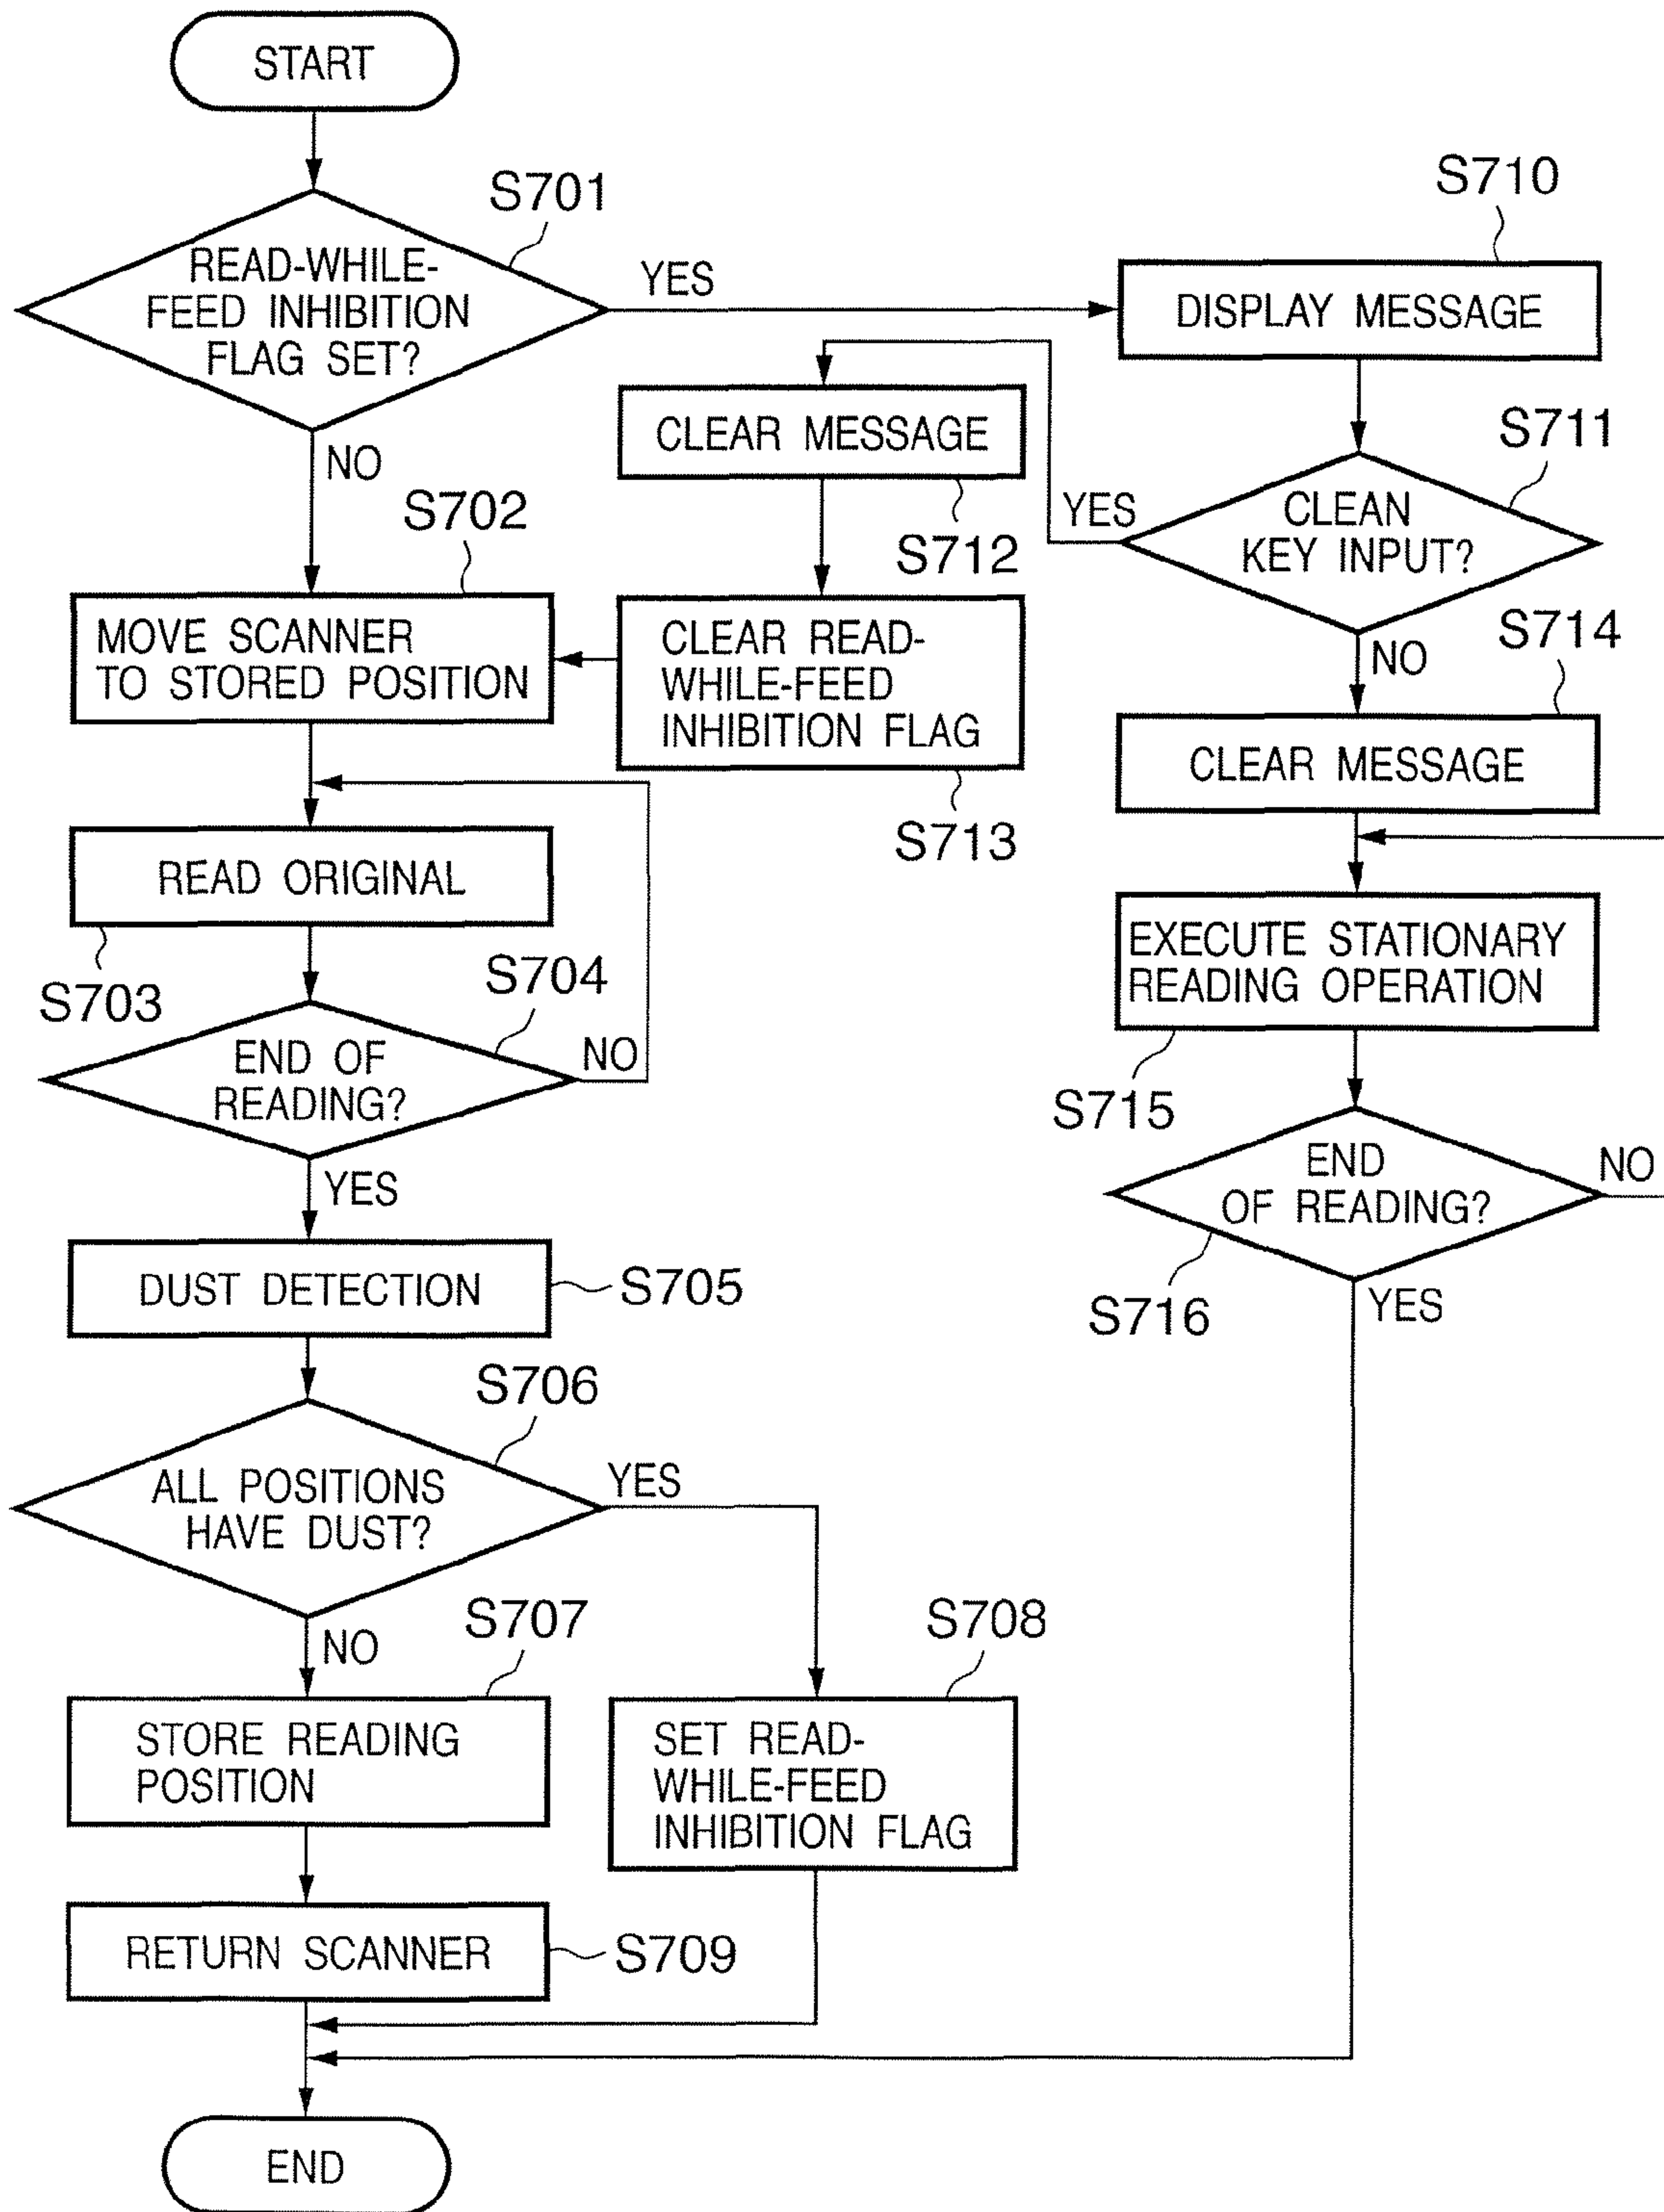 START
S701
READ-WHILE-
FEED INHIBITION
FLAG SET?
YES
NO
S710
DISPLAY MESSAGE
CLEAR MESSAGE
S712
S711
CLEAN
KEY INPUT?
YES
NO
S702
MOVE SCANNER
TO STORED POSITION
CLEAR READ-
WHILE-FEED
INHIBITION FLAG
S713
S714
CLEAR MESSAGE
READ ORIGINAL
S703
EXECUTE STATIONARY
READING OPERATION
S715
S704
END OF
READING?
NO
YES
END
OF READING?
NO
S716
YES
DUST DETECTION
S705
S706
ALL POSITIONS
HAVE DUST?
YES
NO
S707
STORE READING
POSITION
S708
SET READ-
WHILE-FEED
INHIBITION FLAG
RETURN SCANNER
S709
END